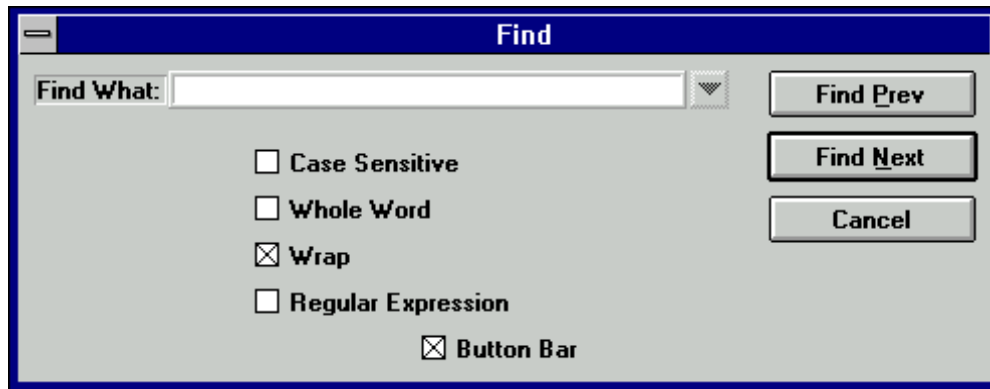 Find
Find What:
Find Prev
Case Sensitive
Find Next
Whole Word
Cancel
Wrap
Regular Expression
Button Bar